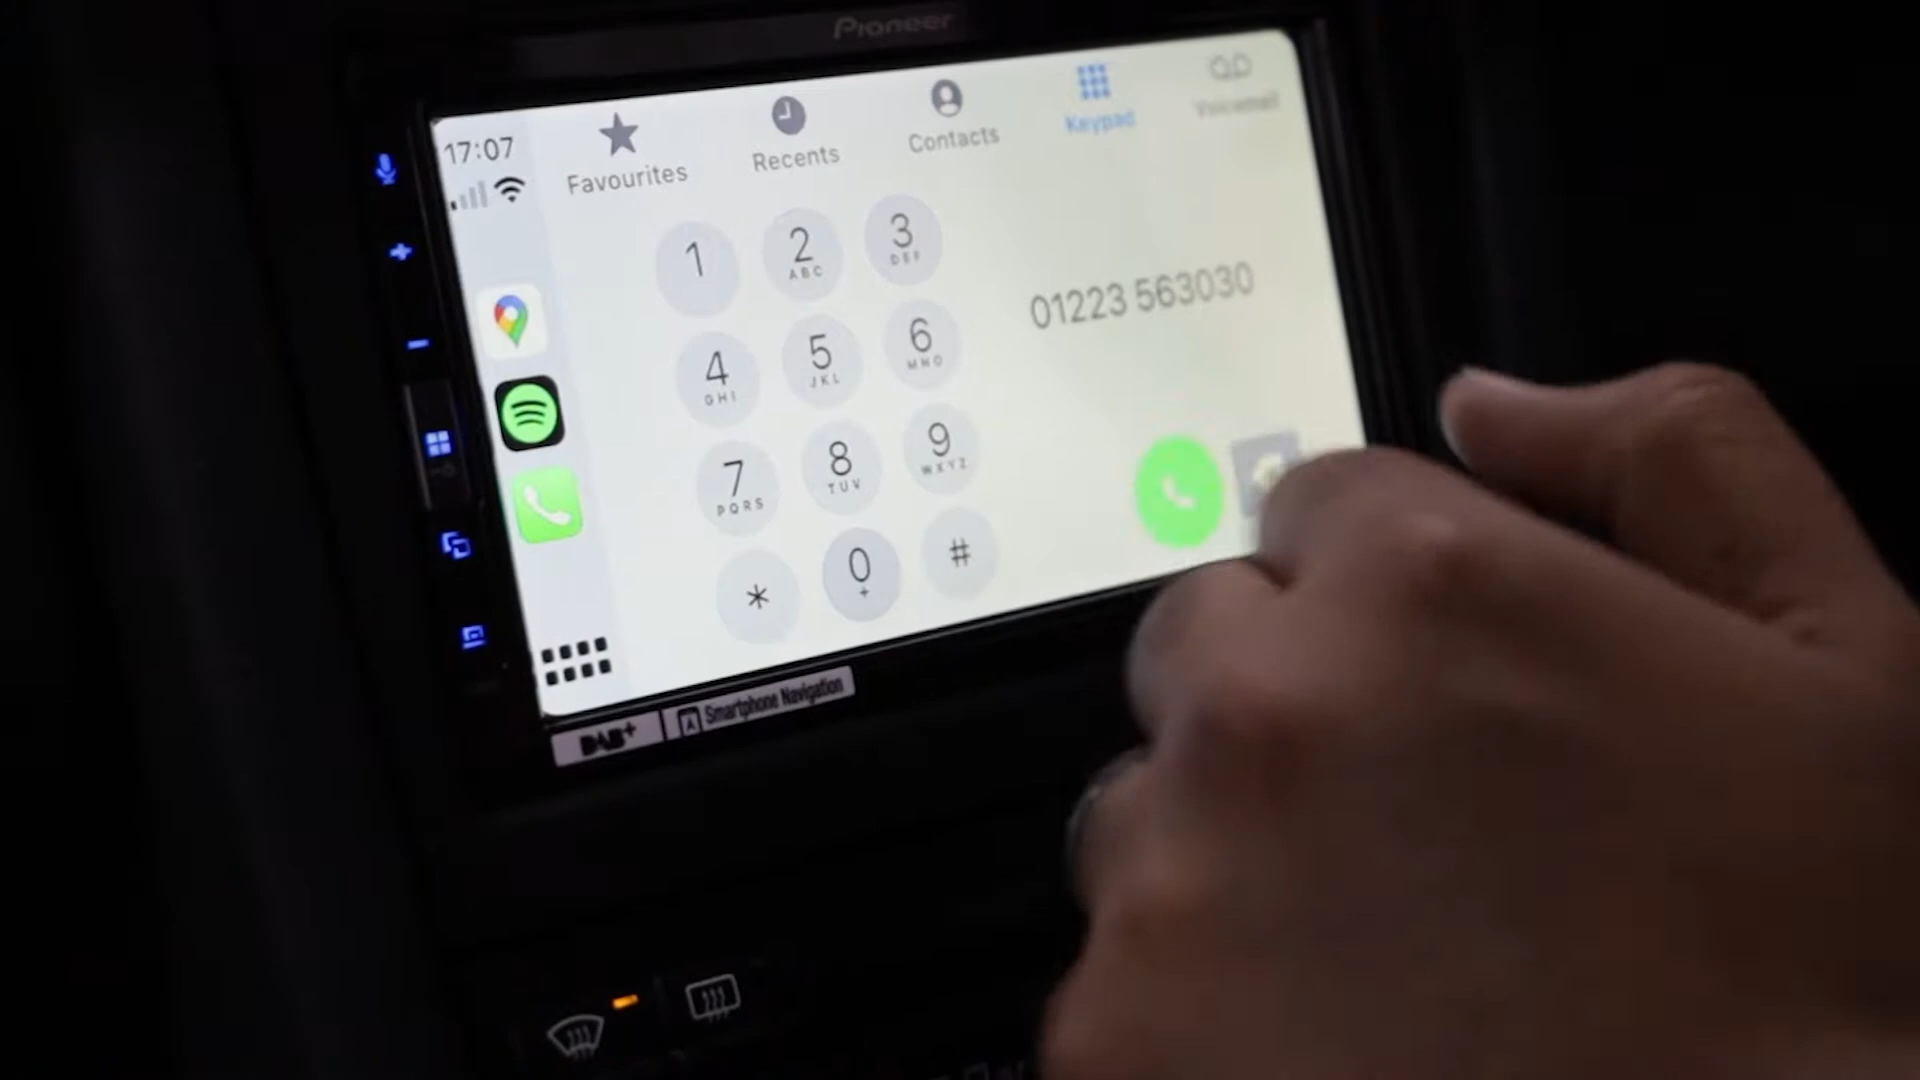 Pioneer
17:07
Favourites
Recents
Contacts
Keypad
Voicemail
1
2
ABC
3
DEF
4
GHI
5
JKL
6
MNO
7
PQRS
8
TUV
9
WXYZ
*
0
+
#
01223 563030
DAB+
A Smartphone Navigation